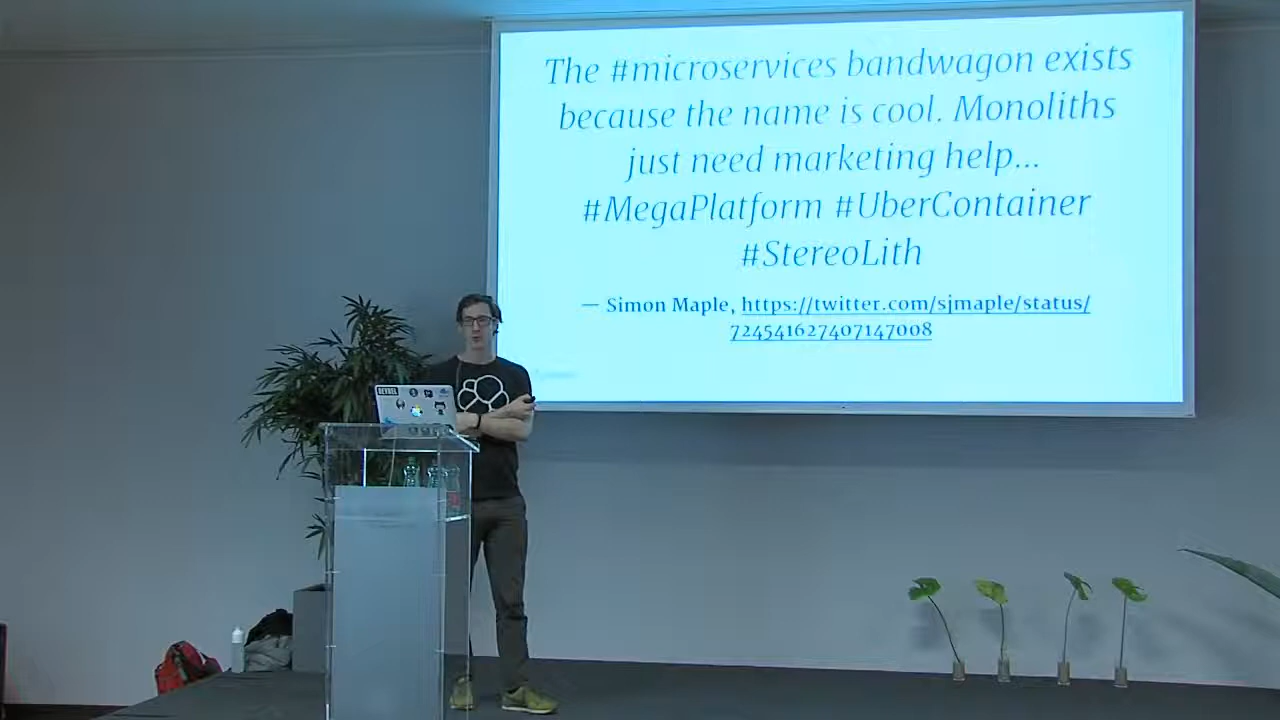 The #microservices bandwagon exists
because the name is cool. Monoliths
just need marketing help...
#MegaPlatform #UberContainer
#StereoLith
— Simon Maple, https://twitter.com/sjmaple/status/
724541627407147008